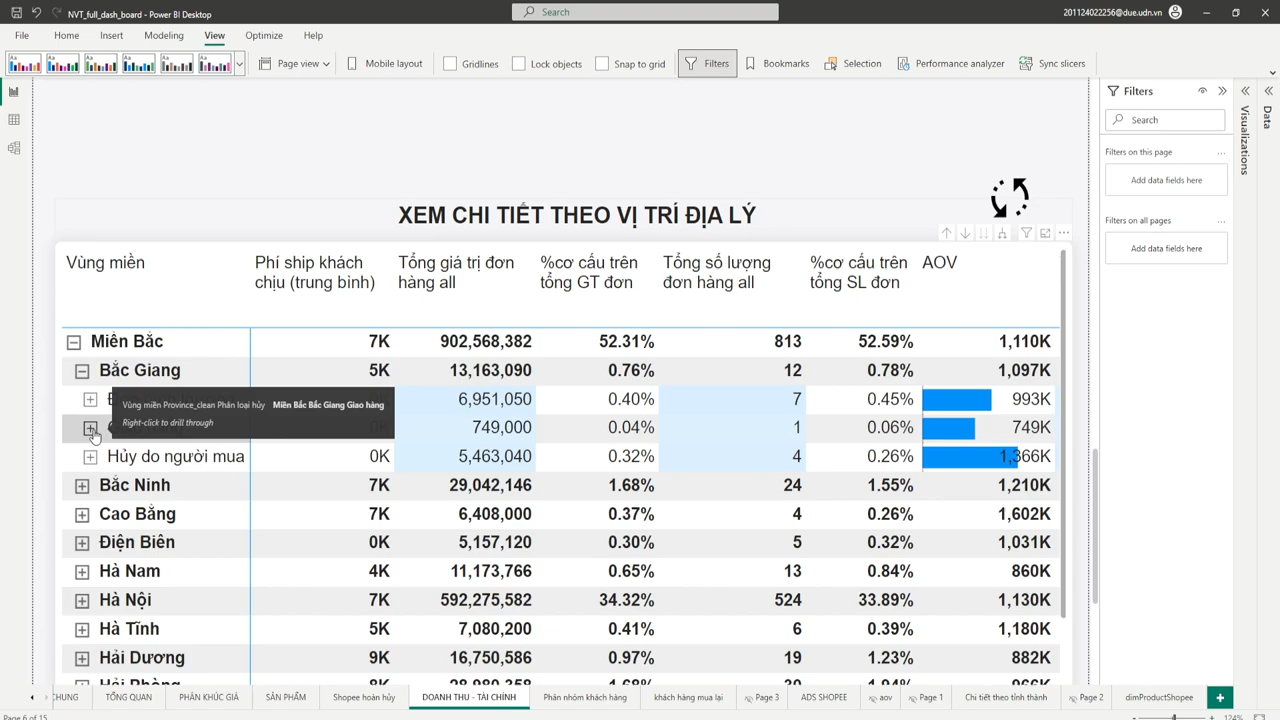 NVT_full_dash_board - Power BI Desktop
Search
201124022256@due.udn.vn
File Home Insert Modeling View Optimize Help
Page view Mobile layout Gridlines Lock objects Snap to grid Filters Bookmarks Selection Performance analyzer Sync slicers
Filters
Search
Filters on this page
Add data fields here
Filters on all pages
Add data fields here
Visualizations
Data
XEM CHI TIẾT THEO VỊ TRÍ ĐỊA LÝ
Vùng miền Phí ship khách Tổng giá trị đơn %cơ cấu trên Tổng số lượng %cơ cấu trên AOV
chịu (trung bình) hàng all tổng GT đơn đơn hàng all tổng SL đơn
Miền Bắc 7K 902,568,382 52.31% 813 52.59% 1,110K
Bắc Giang 5K 13,163,090 0.76% 12 0.78% 1,097K
6,951,050 0.40% 7 0.45% 993K
Vùng miền Province_clean Phân loại hủy Miền Bắc Bắc Giang Giao hàng
Right-click to drill through
749,000 0.04% 1 0.06% 749K
Hủy do người mua 0K 5,463,040 0.32% 4 0.26% 1,366K
Bắc Ninh 7K 29,042,146 1.68% 24 1.55% 1,210K
Cao Bằng 7K 6,408,000 0.37% 4 0.26% 1,602K
Điện Biên 0K 5,157,120 0.30% 5 0.32% 1,031K
Hà Nam 4K 11,173,766 0.65% 13 0.84% 860K
Hà Nội 7K 592,275,582 34.32% 524 33.89% 1,130K
Hà Tĩnh 5K 7,080,200 0.41% 6 0.39% 1,180K
Hải Dương 9K 16,750,586 0.97% 19 1.23% 882K
CHUNG TỔNG QUAN PHÂN KHÚC GIÁ SẢN PHẨM Shopee hoàn hủy DOANH THU - TÀI CHÍNH Phân nhóm khách hàng khách hàng mua lại Page 3 ADS SHOPEE aov Page 1 Chi tiết theo tỉnh thành Page 2 dimProductShopee
Page 6 of 15
124%